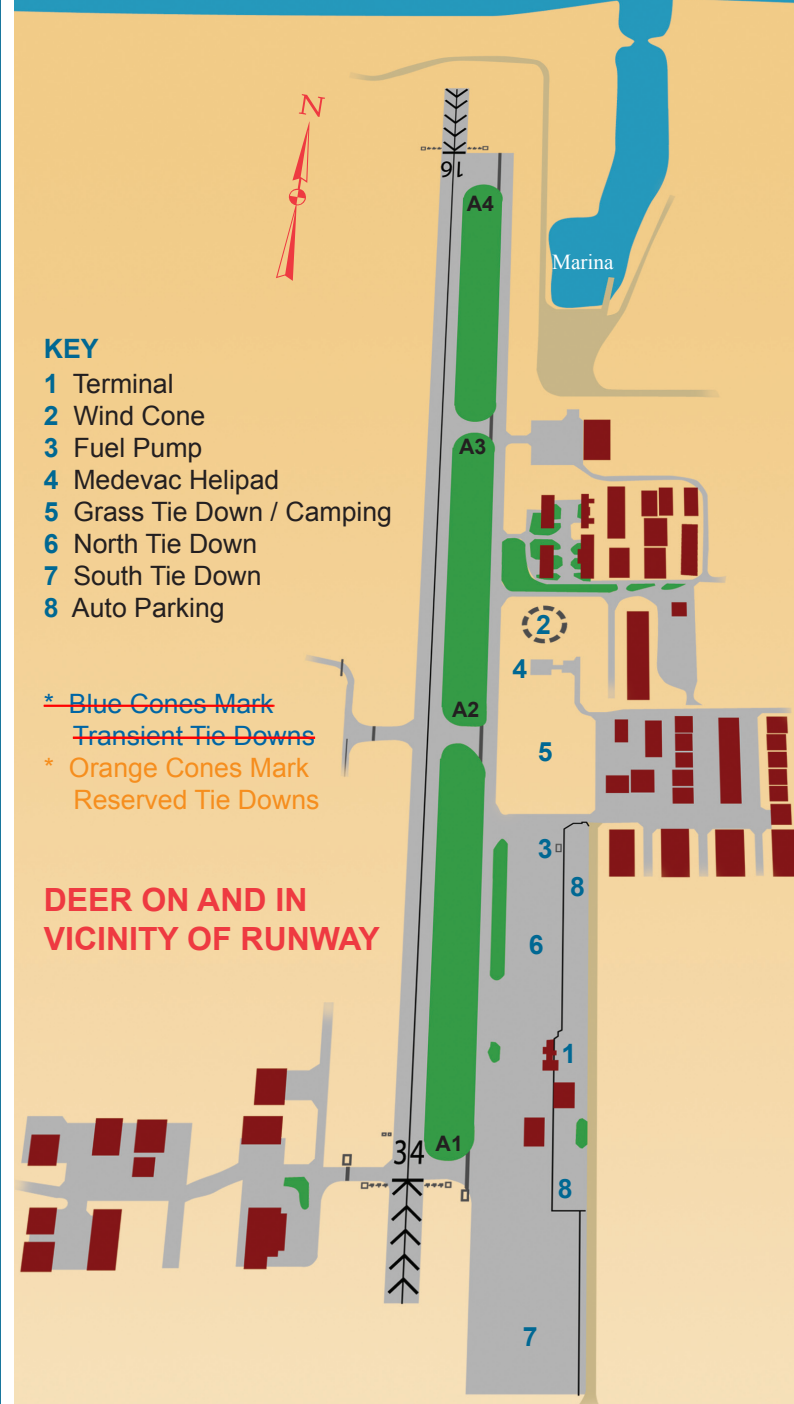 N
16
A4
Marina
KEY
1 Terminal
2 Wind Cone
3 Fuel Pump
4 Medevac Helipad
5 Grass Tie Down / Camping
6 North Tie Down
7 South Tie Down
8 Auto Parking
A3
2
4
* Blue Cones Mark
Transient Tie Downs
* Orange Cones Mark
Reserved Tie Downs
A2
5
3
8
DEER ON AND IN
VICINITY OF RUNWAY
6
1
34
A1
8
7